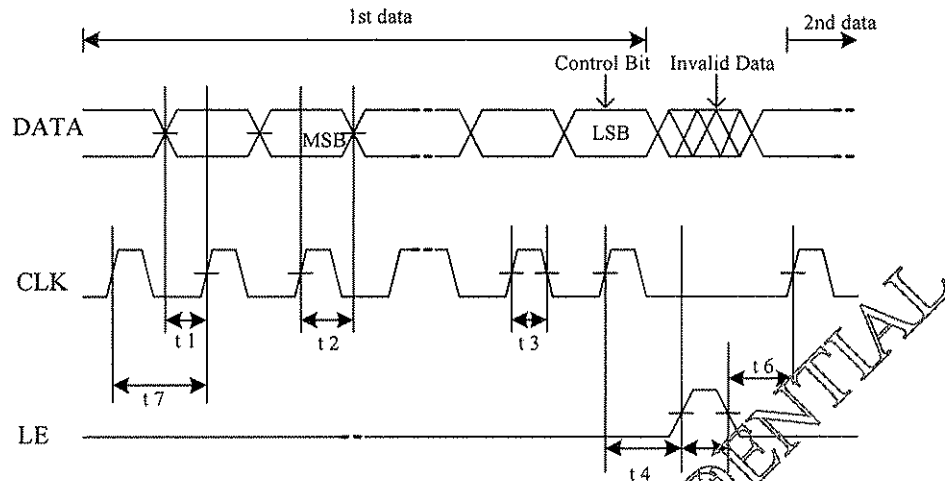 1st data
2nd data
Control Bit
Invalid Data
DATA
MSB
LSB
CLK
t 1
t 2
t 3
t 6
t 7
LE
t 4